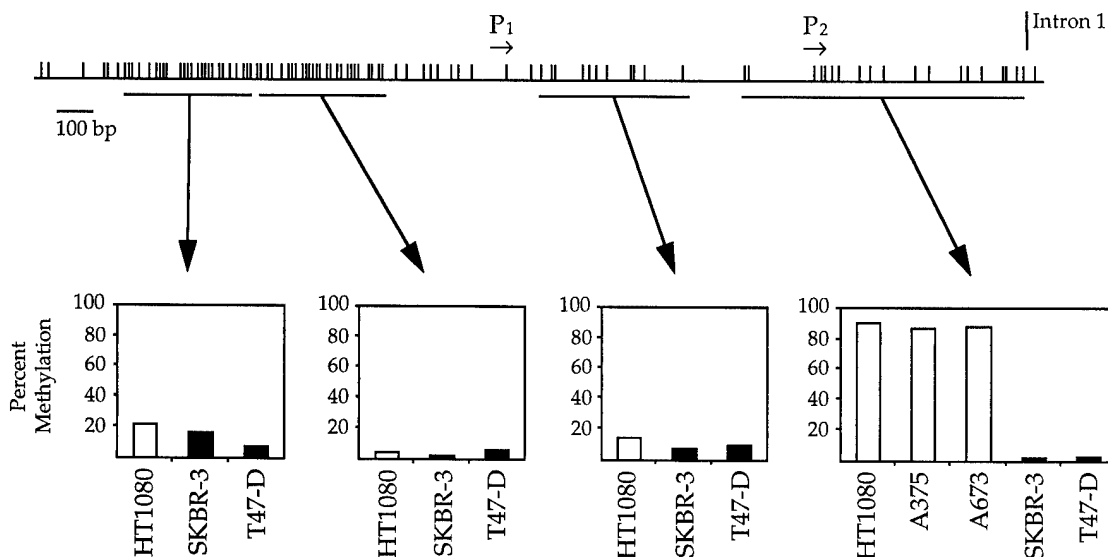 P1
P2
Intron 1
100 bp
Percent
Methylation
100
80
60
40
20
HT1080
SKBR-3
T47-D
100
80
60
40
20
HT1080
SKBR-3
T47-D
100
80
60
40
20
HT1080
SKBR-3
T47-D
100
80
60
40
20
HT1080
A375
A673
SKBR-3
T47-D